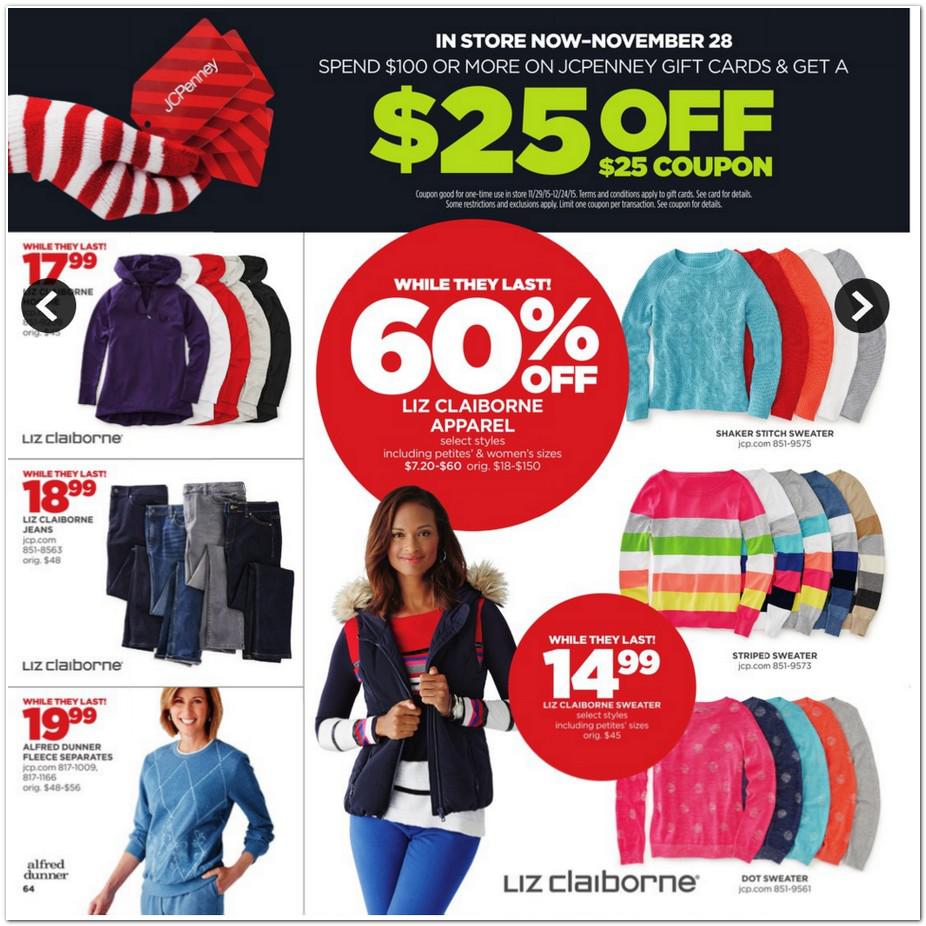 JCPenney
IN STORE NOW–NOVEMBER 28
SPEND $100 OR MORE ON JCPENNEY GIFT CARDS & GET A
$25 OFF
$25 COUPON
Coupon good for one-time use in store 11/29/15-12/24/15. Terms and conditions apply to gift cards. See card for details.
Some restrictions and exclusions apply. Limit one coupon per transaction. See coupon for details.
WHILE THEY LAST!
17.99
LIZ CLAIBORNE
orig. $45
LIZ claiborne®
WHILE THEY LAST!
18.99
LIZ CLAIBORNE
JEANS
jcp.com
851-8563
orig. $48
LIZ claiborne®
WHILE THEY LAST!
19.99
ALFRED DUNNER
FLEECE SEPARATES
jcp.com 817-1009,
817-1166
orig. $48-$56
alfred
dunner
64
WHILE THEY LAST!
60% OFF
LIZ CLAIBORNE
APPAREL
select styles
including petites' & women's sizes
$7.20-$60 orig. $18-$150
SHAKER STITCH SWEATER
jcp.com 851-9575
STRIPED SWEATER
jcp.com 851-9573
WHILE THEY LAST!
14.99
LIZ CLAIBORNE SWEATER
select styles
including petites' sizes
orig. $45
DOT SWEATER
jcp.com 851-9561
LIZ claiborne®